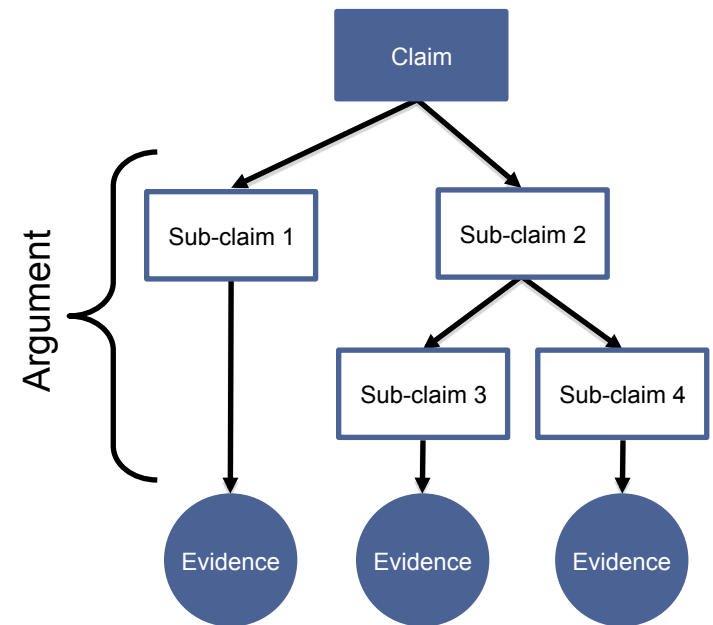 Claim
Argument
Sub-claim 1
Sub-claim 2
Sub-claim 3
Sub-claim 4
Evidence
Evidence
Evidence